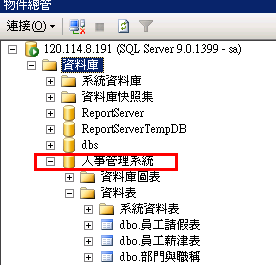 物件總管
連接(O)
120.114.8.191 (SQL Server 9.0.1399 - sa)
資料庫
系統資料庫
資料庫快照集
ReportServer
ReportServerTempDB
dbs
人事管理系統
資料庫圖表
資料表
系統資料表
dbo.員工請假表
dbo.員工薪津表
dbo.部門與職稱